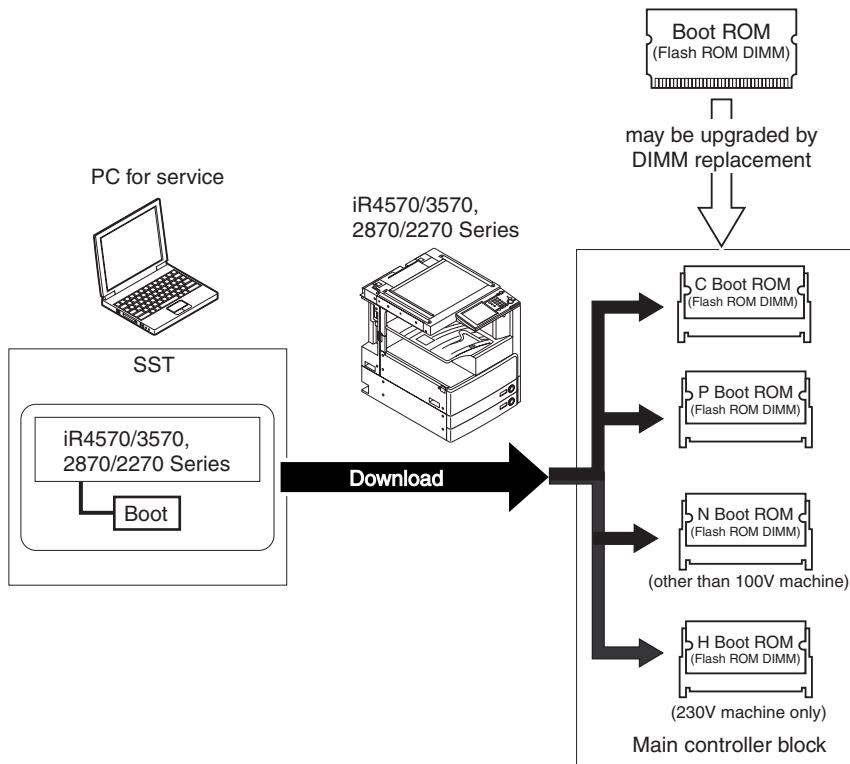 Boot ROM
(Flash ROM DIMM)
may be upgraded by
DIMM replacement
PC for service
iR4570/3570,
2870/2270 Series
SST
iR4570/3570,
2870/2270 Series
Boot
Download
C Boot ROM
(Flash ROM DIMM)
P Boot ROM
(Flash ROM DIMM)
N Boot ROM
(Flash ROM DIMM)
(other than 100V machine)
H Boot ROM
(Flash ROM DIMM)
(230V machine only)
Main controller block